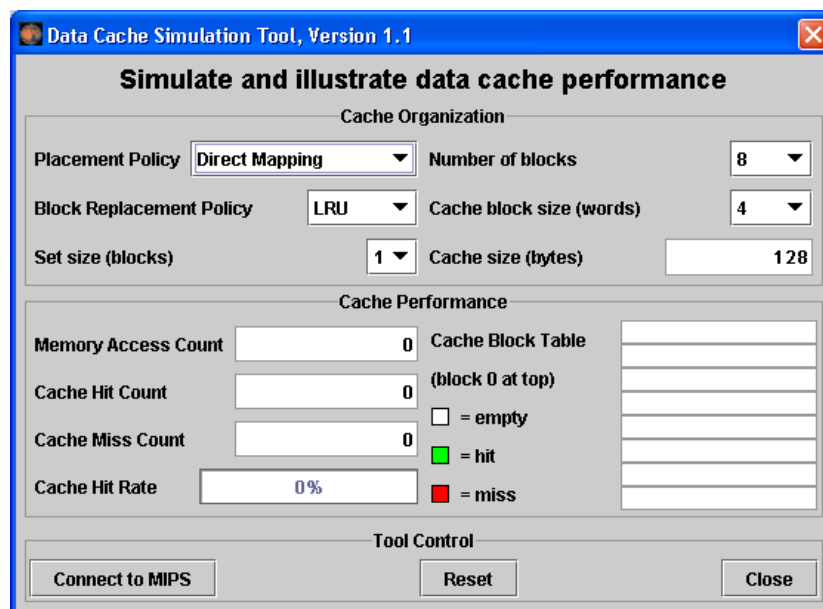 Data Cache Simulation Tool, Version 1.1
Simulate and illustrate data cache performance
Cache Organization
Placement Policy Direct Mapping Number of blocks 8
Block Replacement Policy LRU Cache block size (words) 4
Set size (blocks) 1 Cache size (bytes) 128
Cache Performance
Memory Access Count 0 Cache Block Table
(block 0 at top)
Cache Hit Count 0
= empty
Cache Miss Count 0
= hit
Cache Hit Rate 0%
= miss
Tool Control
Connect to MIPS Reset Close